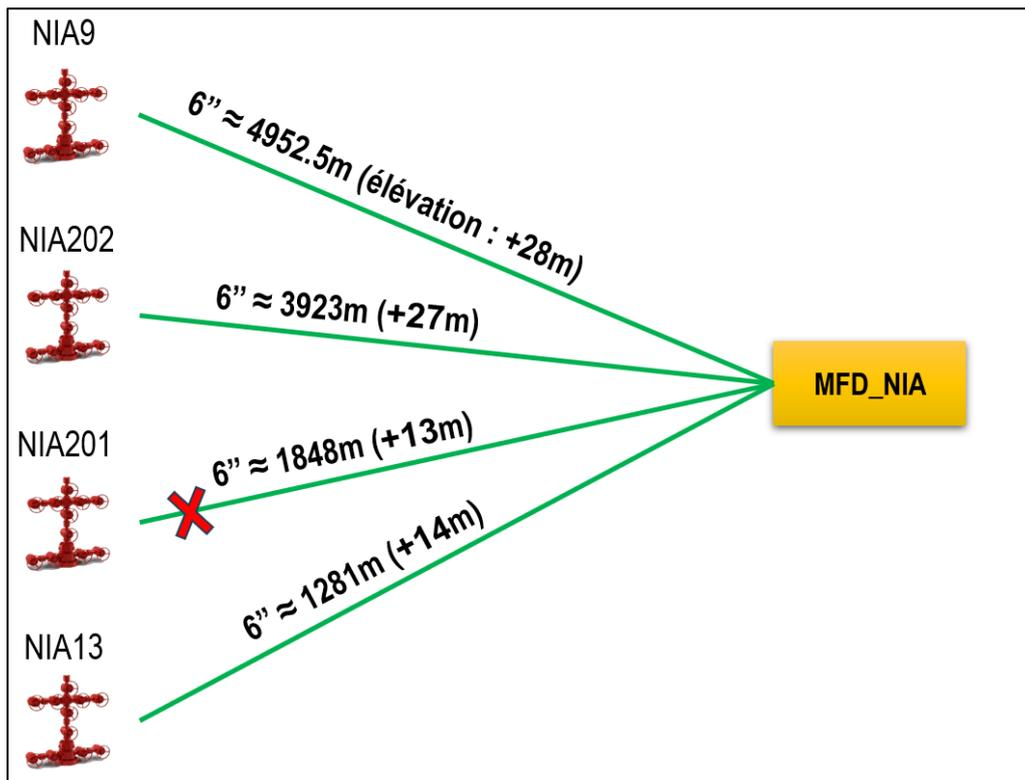 NIA9
6” ≈ 4952.5m (élévation : +28m)
NIA202
6” ≈ 3923m (+27m)
MFD_NIA
NIA201
6” ≈ 1848m (+13m)
6” ≈ 1281m (+14m)
NIA13